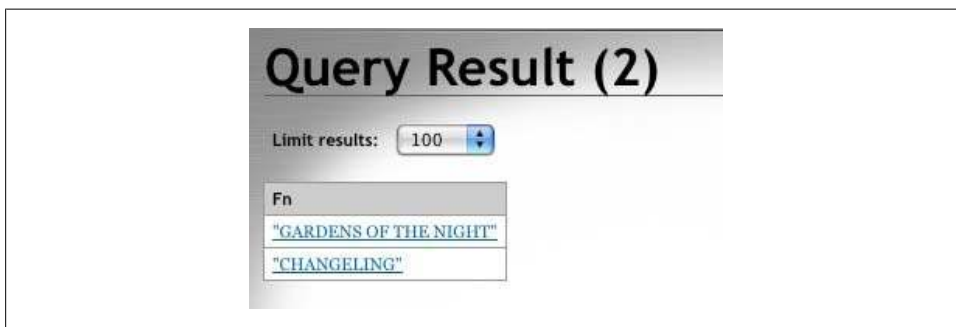 Query Result (2)
Limit results: 100
Fn
"GARDENS OF THE NIGHT"
"CHANGELING"